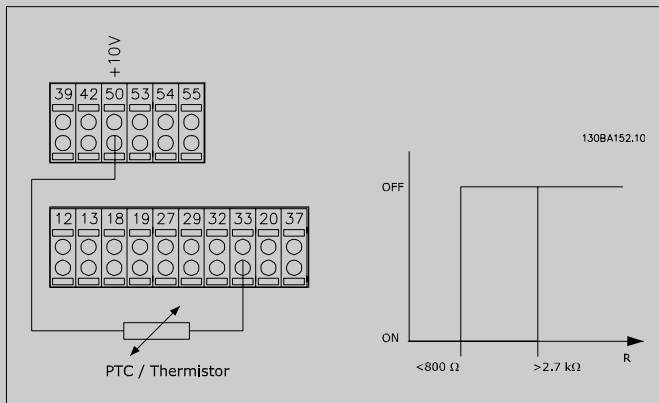 +10V
39 42 50 53 54 55
130BA152.10
OFF
12 13 18 19 27 29 32 33 20 37
ON
R
<800 Ω >2.7 kΩ
PTC / Thermistor